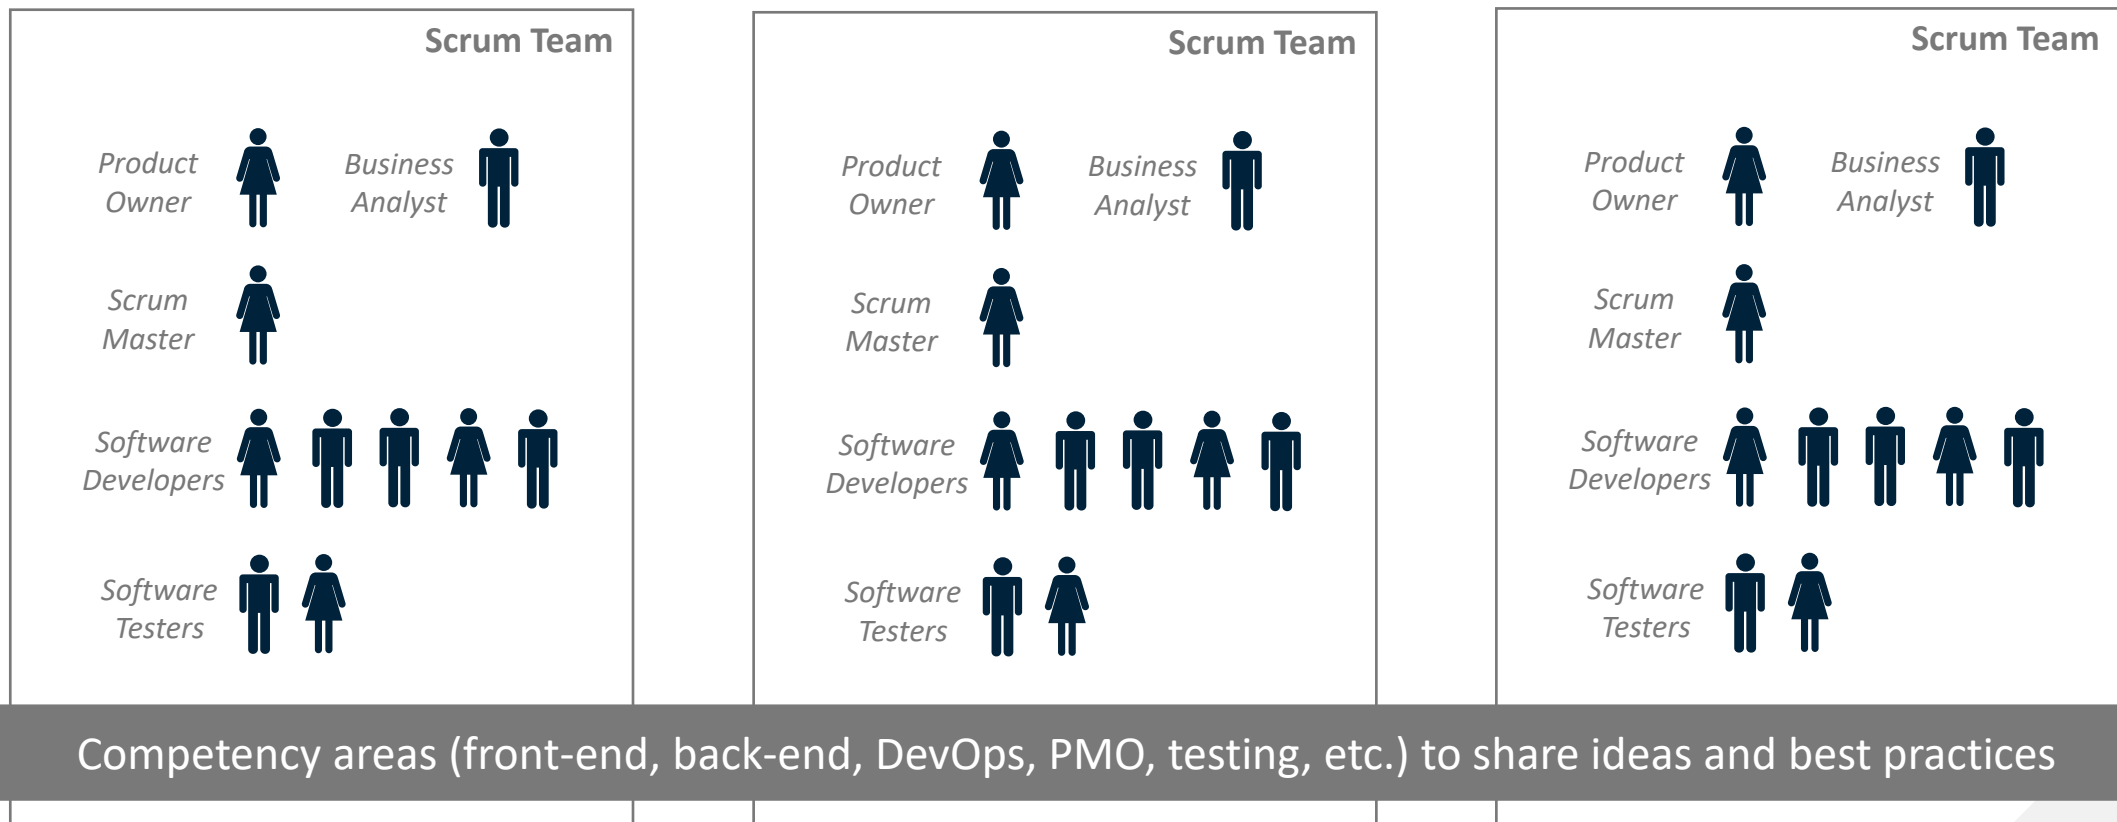 Scrum Team
Product
Owner
Business
Analyst
Scrum
Master
Software
Developers
Software
Testers
Scrum Team
Product
Owner
Business
Analyst
Scrum
Master
Software
Developers
Software
Testers
Scrum Team
Product
Owner
Business
Analyst
Scrum
Master
Software
Developers
Software
Testers
Competency areas (front-end, back-end, DevOps, PMO, testing, etc.) to share ideas and best practices